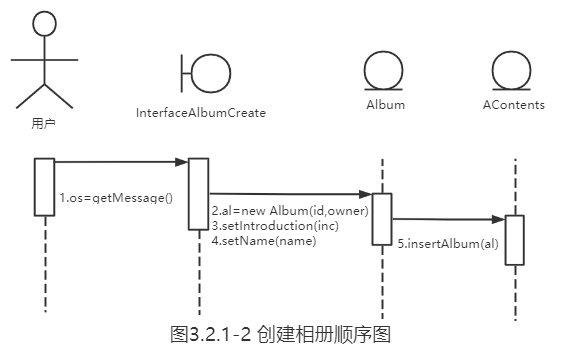 用户
InterfaceAlbumCreate
Album
AContents
1.os=getMessage()
2.al=new Album(id,owner)
3.setIntroduction(inc)
4.setName(name)
5.insertAlbum(al)
图3.2.1-2 创建相册顺序图